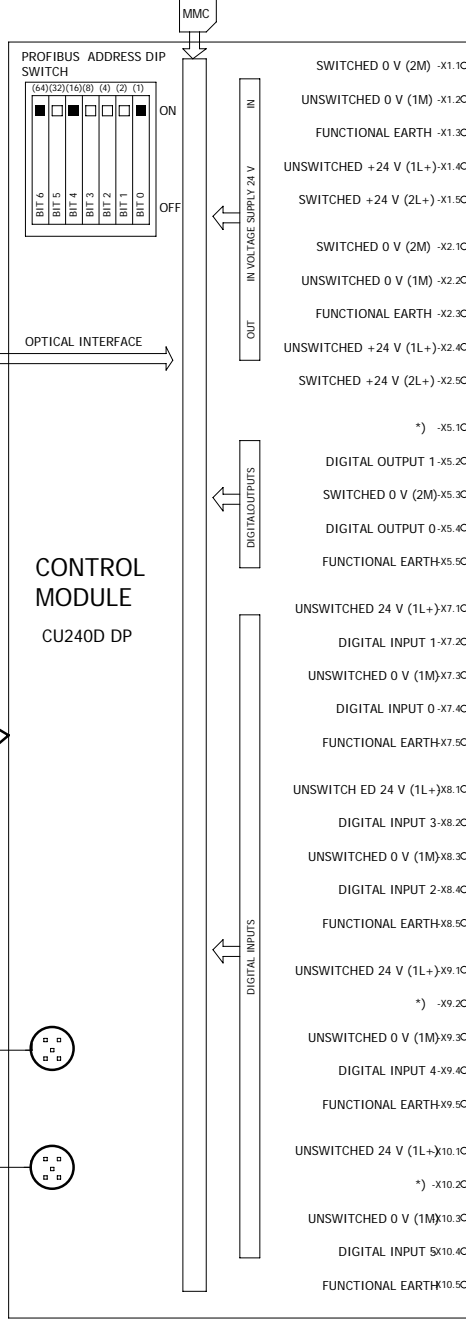 MMC
PROFIBUS ADDRESS DIP
SWITCH
(64)(32)(16)(8) (4) (2) (1)
ON
BIT 6 BIT 5 BIT 4 BIT 3 BIT 2 BIT 1 BIT 0
OFF
OPTICAL INTERFACE
CONTROL
MODULE
CU240D DP
IN
IN VOLTAGE SUPPLY 24 V
OUT
DIGITALOUTPUTS
DIGITAL INPUTS
SWITCHED 0 V (2M) -X1.1
UNSWITCHED 0 V (1M) -X1.2
FUNCTIONAL EARTH -X1.3
UNSWITCHED +24 V (1L+) -X1.4
SWITCHED +24 V (2L+) -X1.5
SWITCHED 0 V (2M) -X2.1
UNSWITCHED 0 V (1M) -X2.2
FUNCTIONAL EARTH -X2.3
UNSWITCHED +24 V (1L+) -X2.4
SWITCHED +24 V (2L+) -X2.5
*) -X5.1
DIGITAL OUTPUT 1 -X5.2
SWITCHED 0 V (2M) -X5.3
DIGITAL OUTPUT 0 -X5.4
FUNCTIONAL EARTH -X5.5
UNSWITCHED 24 V (1L+) -X7.1
DIGITAL INPUT 1 -X7.2
UNSWITCHED 0 V (1M) -X7.3
DIGITAL INPUT 0 -X7.4
FUNCTIONAL EARTH -X7.5
UNSWITCH ED 24 V (1L+) -X8.1
DIGITAL INPUT 3 -X8.2
UNSWITCHED 0 V (1M) -X8.3
DIGITAL INPUT 2 -X8.4
FUNCTIONAL EARTH -X8.5
UNSWITCHED 24 V (1L+) -X9.1
*) -X9.2
UNSWITCHED 0 V (1M) -X9.3
DIGITAL INPUT 4 -X9.4
FUNCTIONAL EARTH -X9.5
UNSWITCHED 24 V (1L+) -X10.1
*) -X10.2
UNSWITCHED 0 V (1M) X10.3
DIGITAL INPUT 5 X10.4
FUNCTIONAL EARTH X10.5